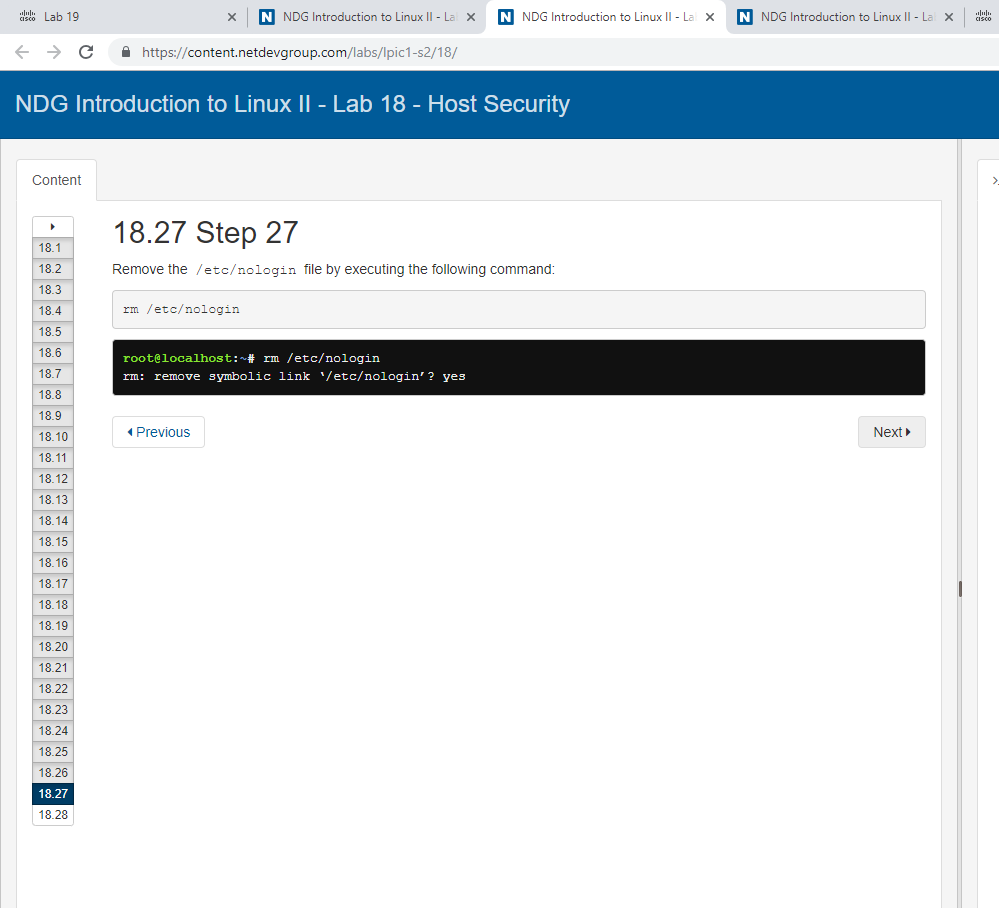 cisco Lab 19
N NDG Introduction to Linux II - La
N NDG Introduction to Linux II - La
N NDG Introduction to Linux II - Lal
cisco
https://content.netdevgroup.com/labs/lpic1-s2/18/
NDG Introduction to Linux II - Lab 18 - Host Security
Content
18.1
18.2
18.3
18.4
18.5
18.6
18.7
18.8
18.9
18.10
18.11
18.12
18.13
18.14
18.15
18.16
18.17
18.18
18.19
18.20
18.21
18.22
18.23
18.24
18.25
18.26
18.27
18.28
18.27 Step 27
Remove the /etc/nologin file by executing the following command:
rm /etc/nologin
root@localhost:~# rm /etc/nologin
rm: remove symbolic link ‘/etc/nologin’? yes
Previous
Next